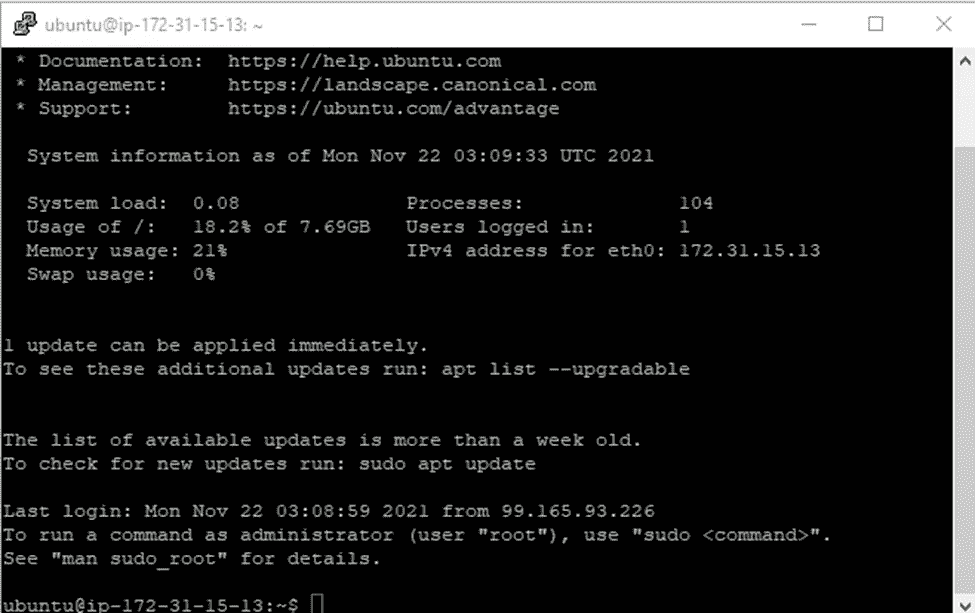 ubuntu@ip-172-31-15-13: ~
* Documentation:  https://help.ubuntu.com
* Management:     https://landscape.canonical.com
* Support:        https://ubuntu.com/advantage
System information as of Mon Nov 22 03:09:33 UTC 2021
System load:  0.08               Processes:             104
Usage of /:   18.2% of 7.69GB   Users logged in:       1
Memory usage: 21%                IPv4 address for eth0: 172.31.15.13
Swap usage:   0%
1 update can be applied immediately.
To see these additional updates run: apt list --upgradable
The list of available updates is more than a week old.
To check for new updates run: sudo apt update
Last login: Mon Nov 22 03:08:59 2021 from 99.165.93.226
To run a command as administrator (user "root"), use "sudo <command>".
See "man sudo_root" for details.
ubuntu@ip-172-31-15-13:~$